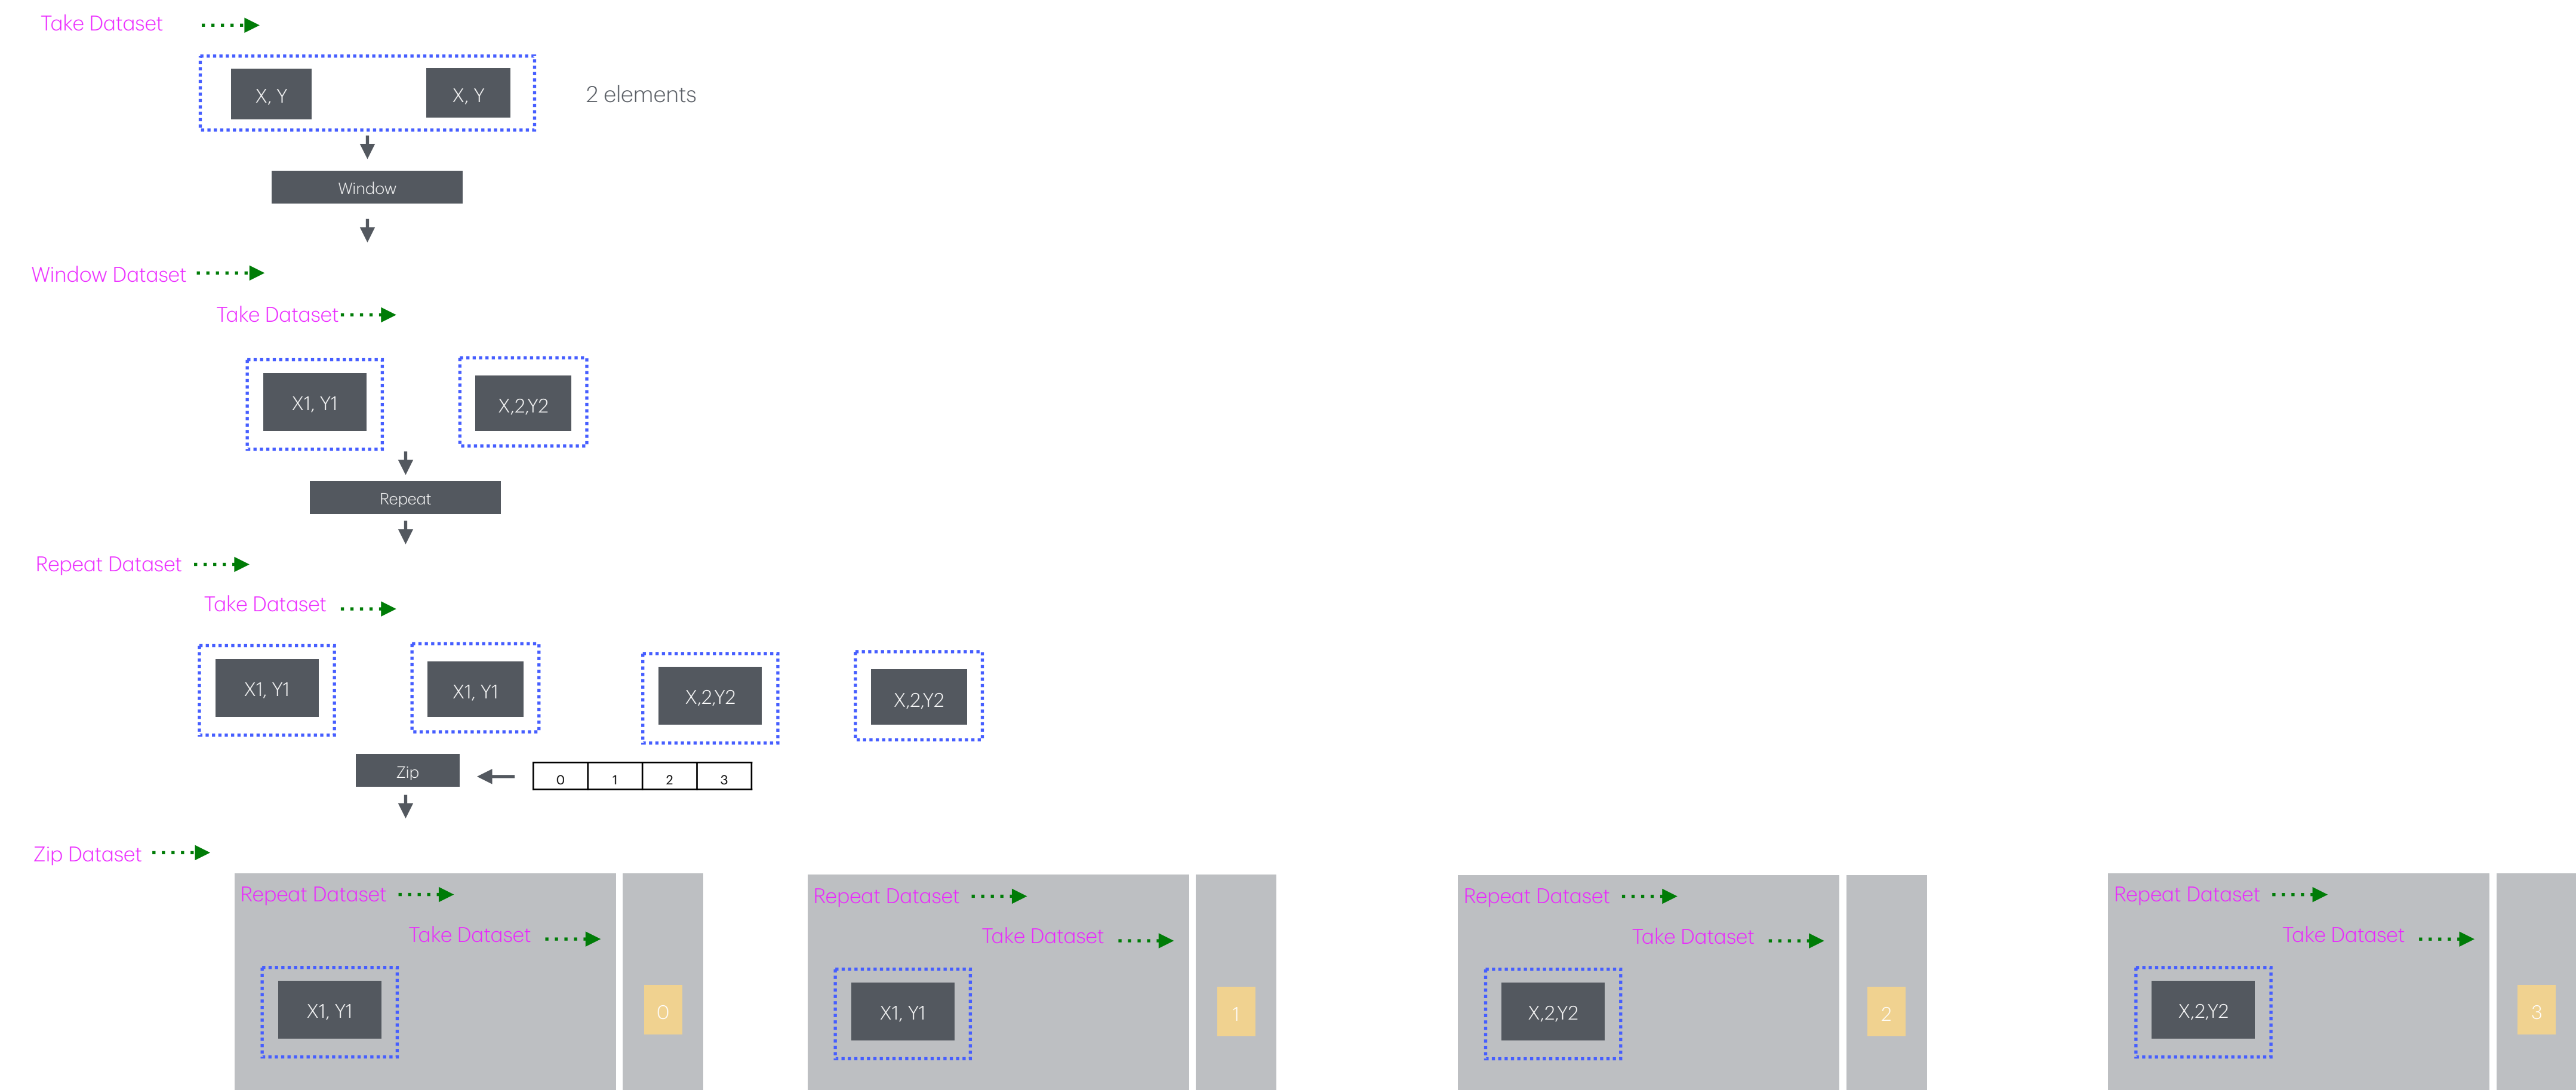 Take Dataset
X, Y
X, Y
2 elements
Window
Window Dataset
Take Dataset
X1, Y1
X,2,Y2
Repeat
Repeat Dataset
Take Dataset
X1, Y1
X1, Y1
X,2,Y2
X,2,Y2
Zip
0 1 2 3
Zip Dataset
Repeat Dataset
Take Dataset
X1, Y1
0
Repeat Dataset
Take Dataset
X1, Y1
1
Repeat Dataset
Take Dataset
X,2,Y2
2
Repeat Dataset
Take Dataset
X,2,Y2
3